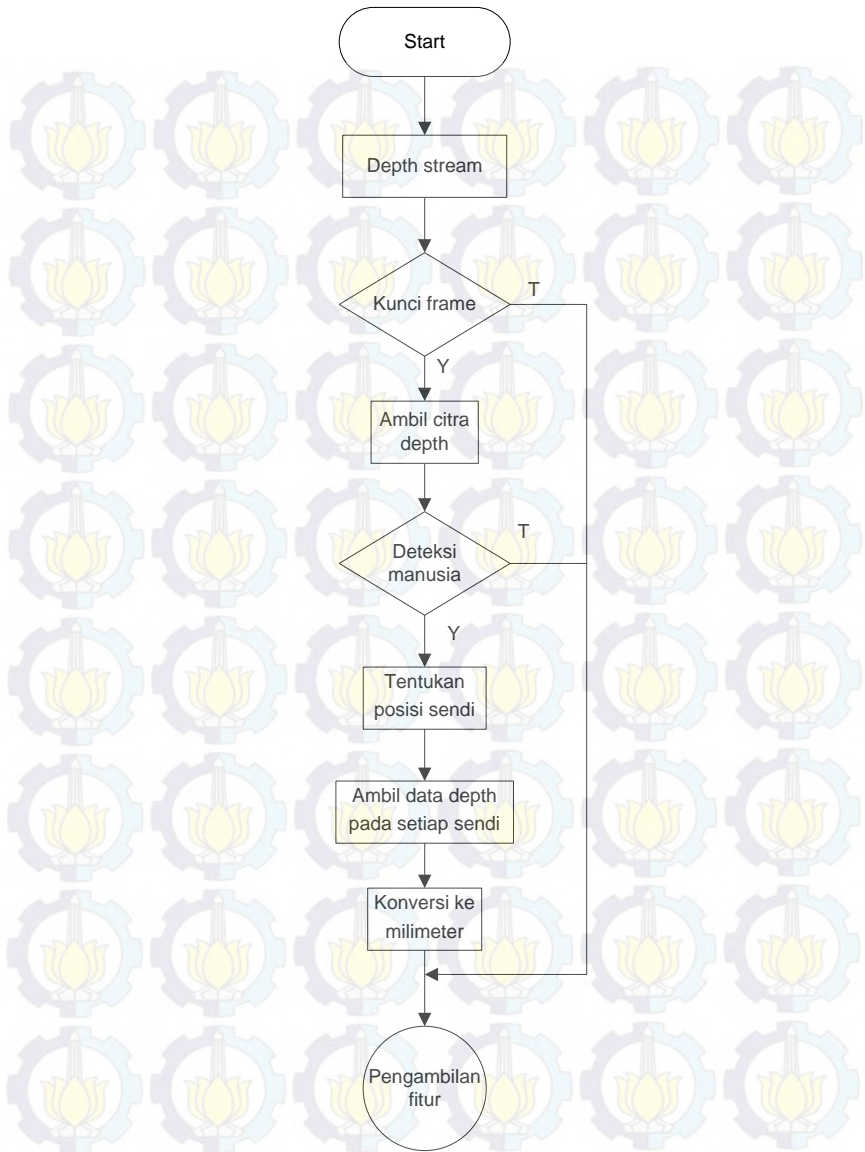 Start
Depth stream
Kunci frame
T
Y
Ambil citra
depth
Deteksi
manusia
T
Y
Tentukan
posisi sendi
Ambil data depth
pada setiap sendi
Konversi ke
milimeter
Pengambilan
fitur